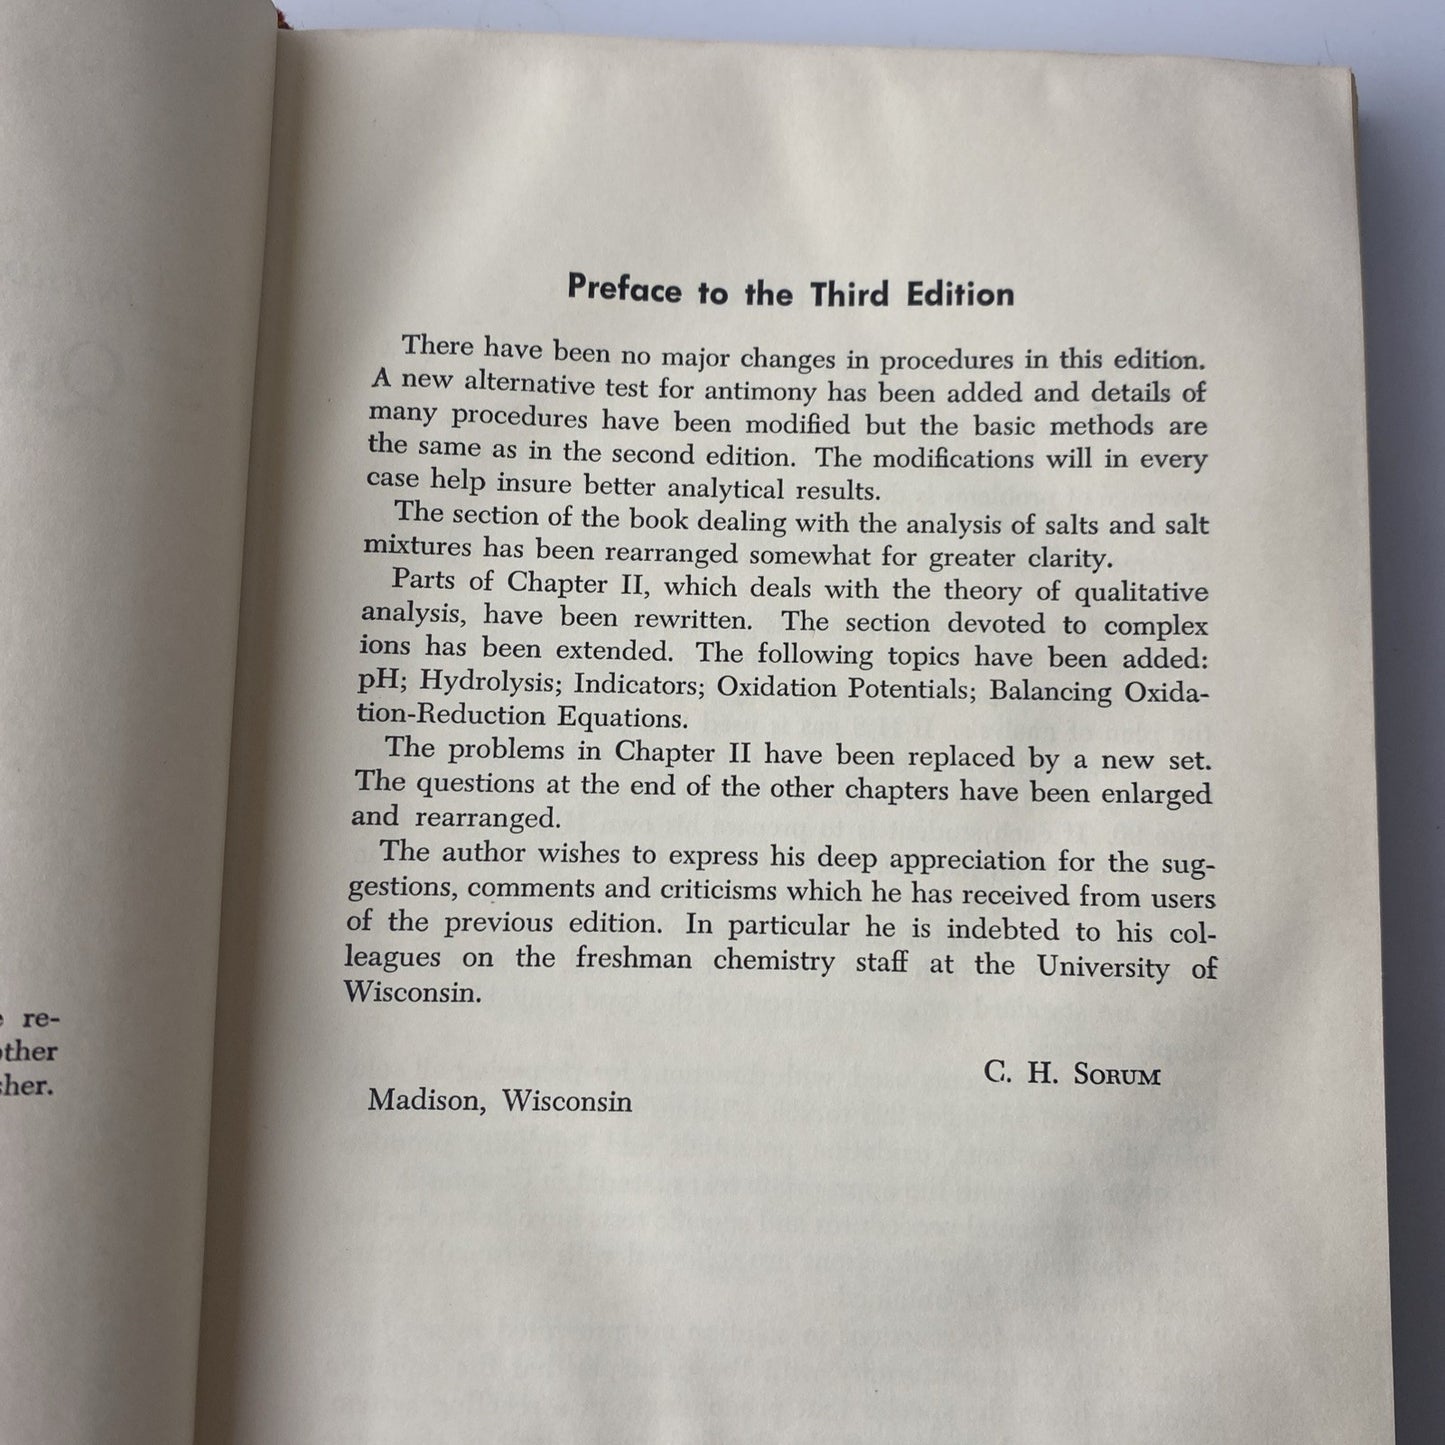 Preface to the Third Edition
There have been no major changes in procedures in this edition.
A new alternative test for antimony has been added and details of
many procedures have been modified but the basic methods are
the same as in the second edition. The modifications will in every
case help insure better analytical results.
The section of the book dealing with the analysis of salts and salt
mixtures has been rearranged somewhat for greater clarity.
Parts of Chapter II, which deals with the theory of qualitative
analysis, have been rewritten. The section devoted to complex
ions has been extended. The following topics have been added:
pH; Hydrolysis; Indicators; Oxidation Potentials; Balancing Oxida-
tion-Reduction Equations.
The problems in Chapter II have been replaced by a new set.
The questions at the end of the other chapters have been enlarged
and rearranged.
The author wishes to express his deep appreciation for the sug-
gestions, comments and criticisms which he has received from users
of the previous edition. In particular he is indebted to his col-
leagues on the freshman chemistry staff at the University of
Wisconsin.
C. H. Sorum
Madison, Wisconsin
re-